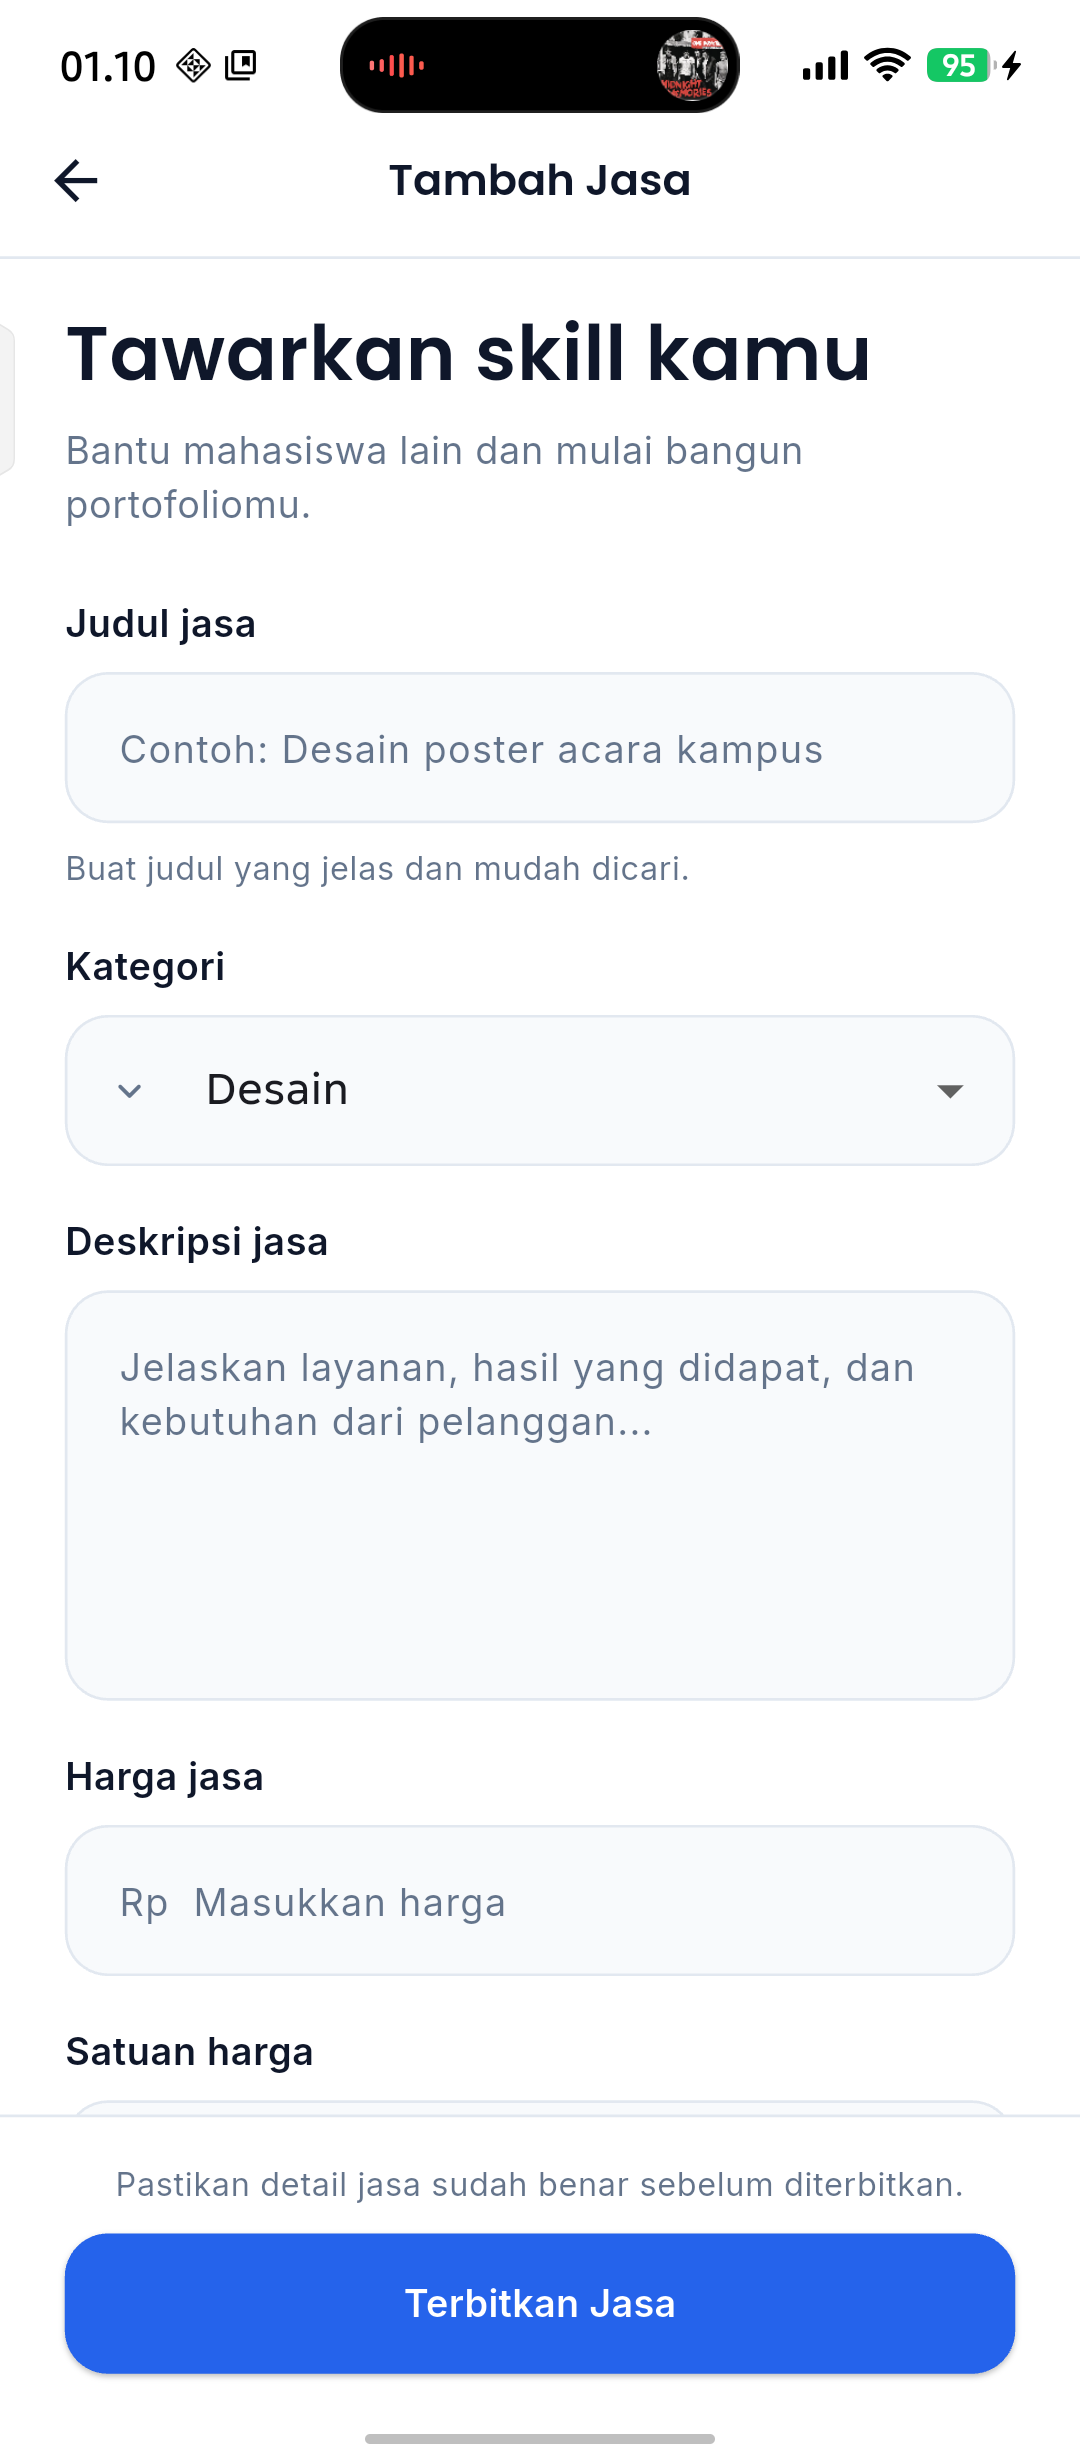 01.10
95
MIDNIGHT
MEMORIES
Tambah Jasa
Tawarkan skill kamu
Bantu mahasiswa lain dan mulai bangun
portofoliomu.
Judul jasa
Contoh: Desain poster acara kampus
Buat judul yang jelas dan mudah dicari.
Kategori
Desain
Deskripsi jasa
Jelaskan layanan, hasil yang didapat, dan
kebutuhan dari pelanggan...
Harga jasa
Rp Masukkan harga
Satuan harga
Pastikan detail jasa sudah benar sebelum diterbitkan.
Terbitkan Jasa